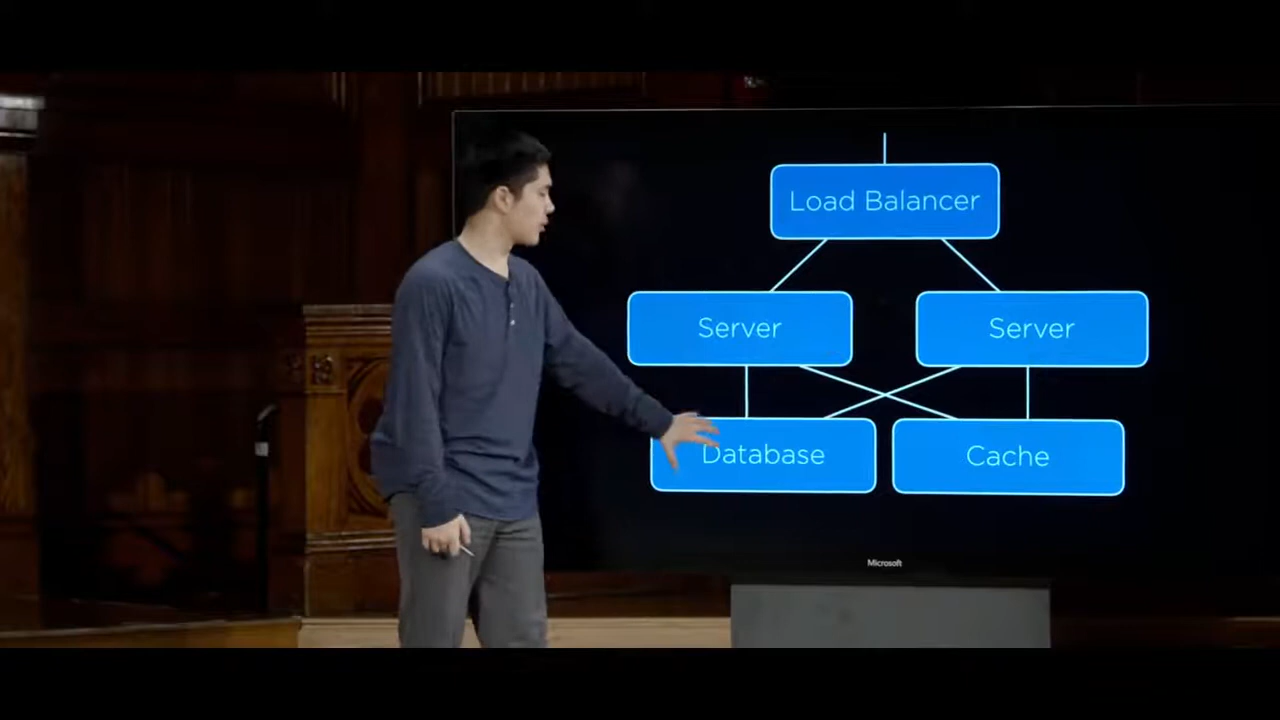 Load Balancer
Server
Server
Database
Cache
Microsoft